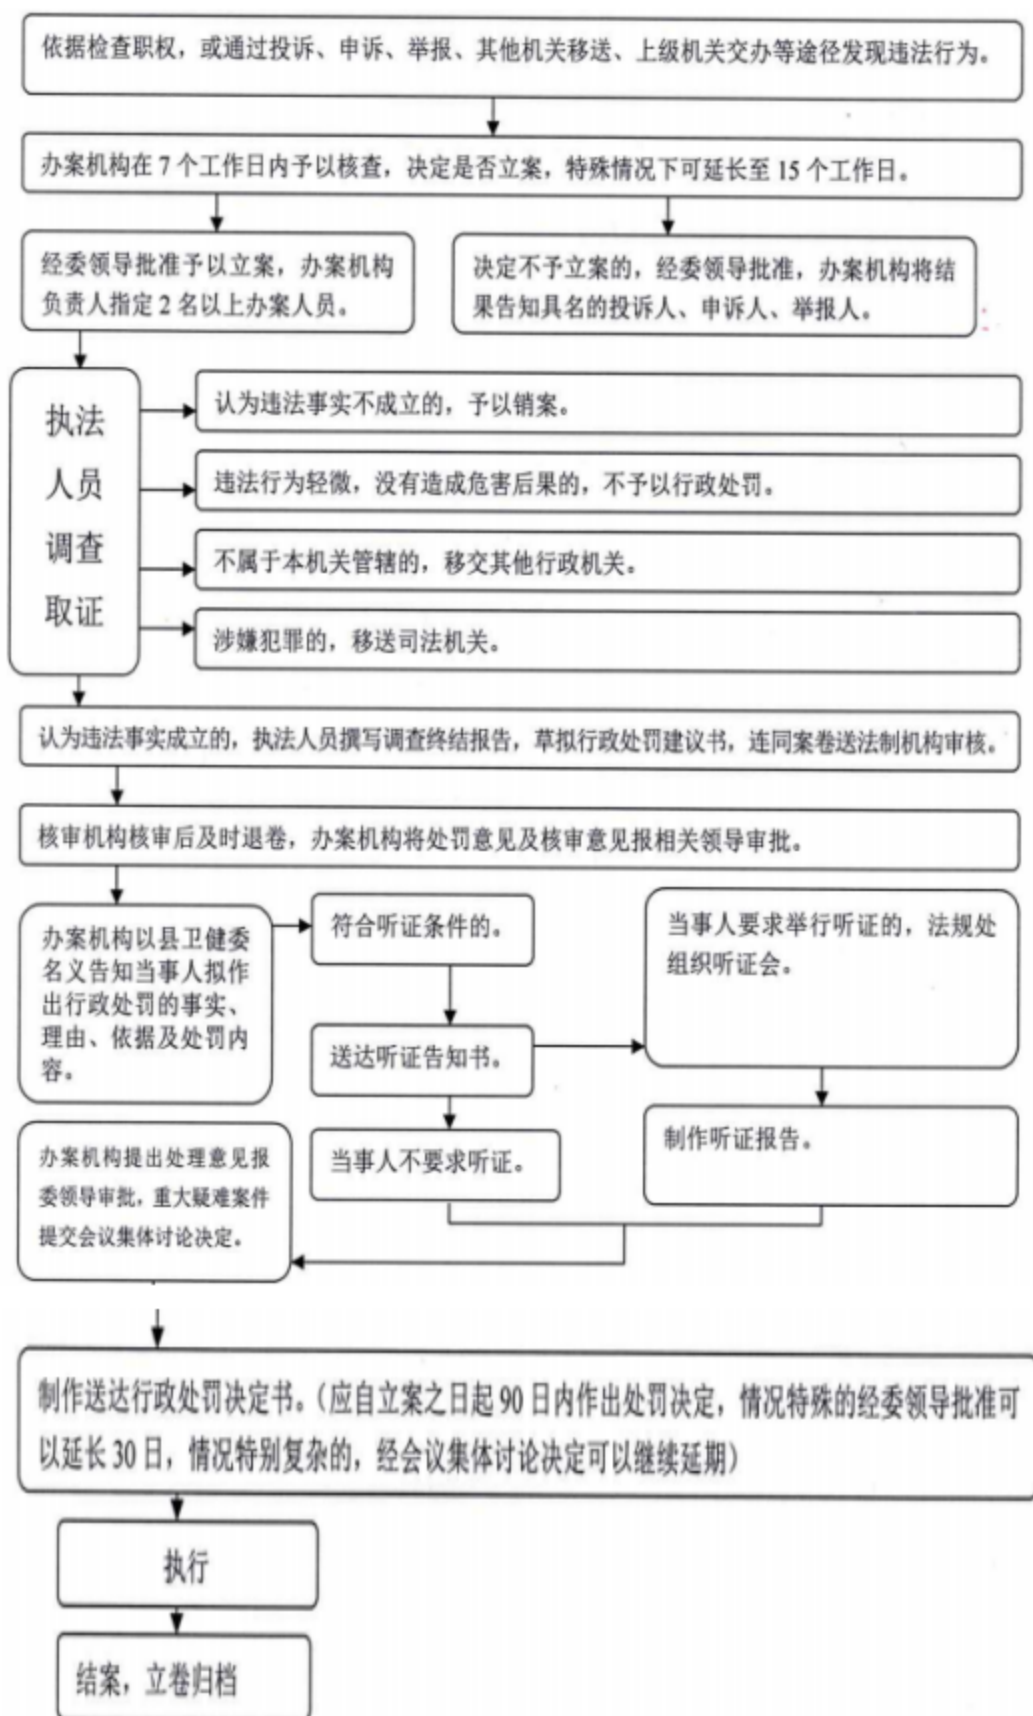 依据检查职权，或通过投诉、申诉、举报、其他机关移送、上级机关交办等途径发现违法行为。
办案机构在 7 个工作日内予以核查，决定是否立案，特殊情况下可延长至 15 个工作日。
经委领导批准予以立案，办案机构
负责人指定 2 名以上办案人员。
决定不予立案的，经委领导批准，办案机构将结
果告知具名的投诉人、申诉人、举报人。
执法
人员
调查
取证
认为违法事实不成立的，予以销案。
违法行为轻微，没有造成危害后果的，不予以行政处罚。
不属于本机关管辖的，移交其他行政机关。
涉嫌犯罪的，移送司法机关。
认为违法事实成立的，执法人员撰写调查终结报告，草拟行政处罚建议书，连同案卷送法制机构审核。
核审机构核审后及时退卷，办案机构将处罚意见及核审意见报相关领导审批。
办案机构以县卫健委
名义告知当事人拟作
出行政处罚的事实、
理由、依据及处罚内
容。
符合听证条件的。
当事人要求举行听证的，法规处
组织听证会。
送达听证告知书。
制作听证报告。
当事人不要求听证。
办案机构提出处理意见报
委领导审批，重大疑难案件
提交会议集体讨论决定。
制作送达行政处罚决定书。（应自立案之日起 90 日内作出处罚决定，情况特殊的经委领导批准可
以延长 30 日，情况特别复杂的，经会议集体讨论决定可以继续延期）
执行
结案，立卷归档